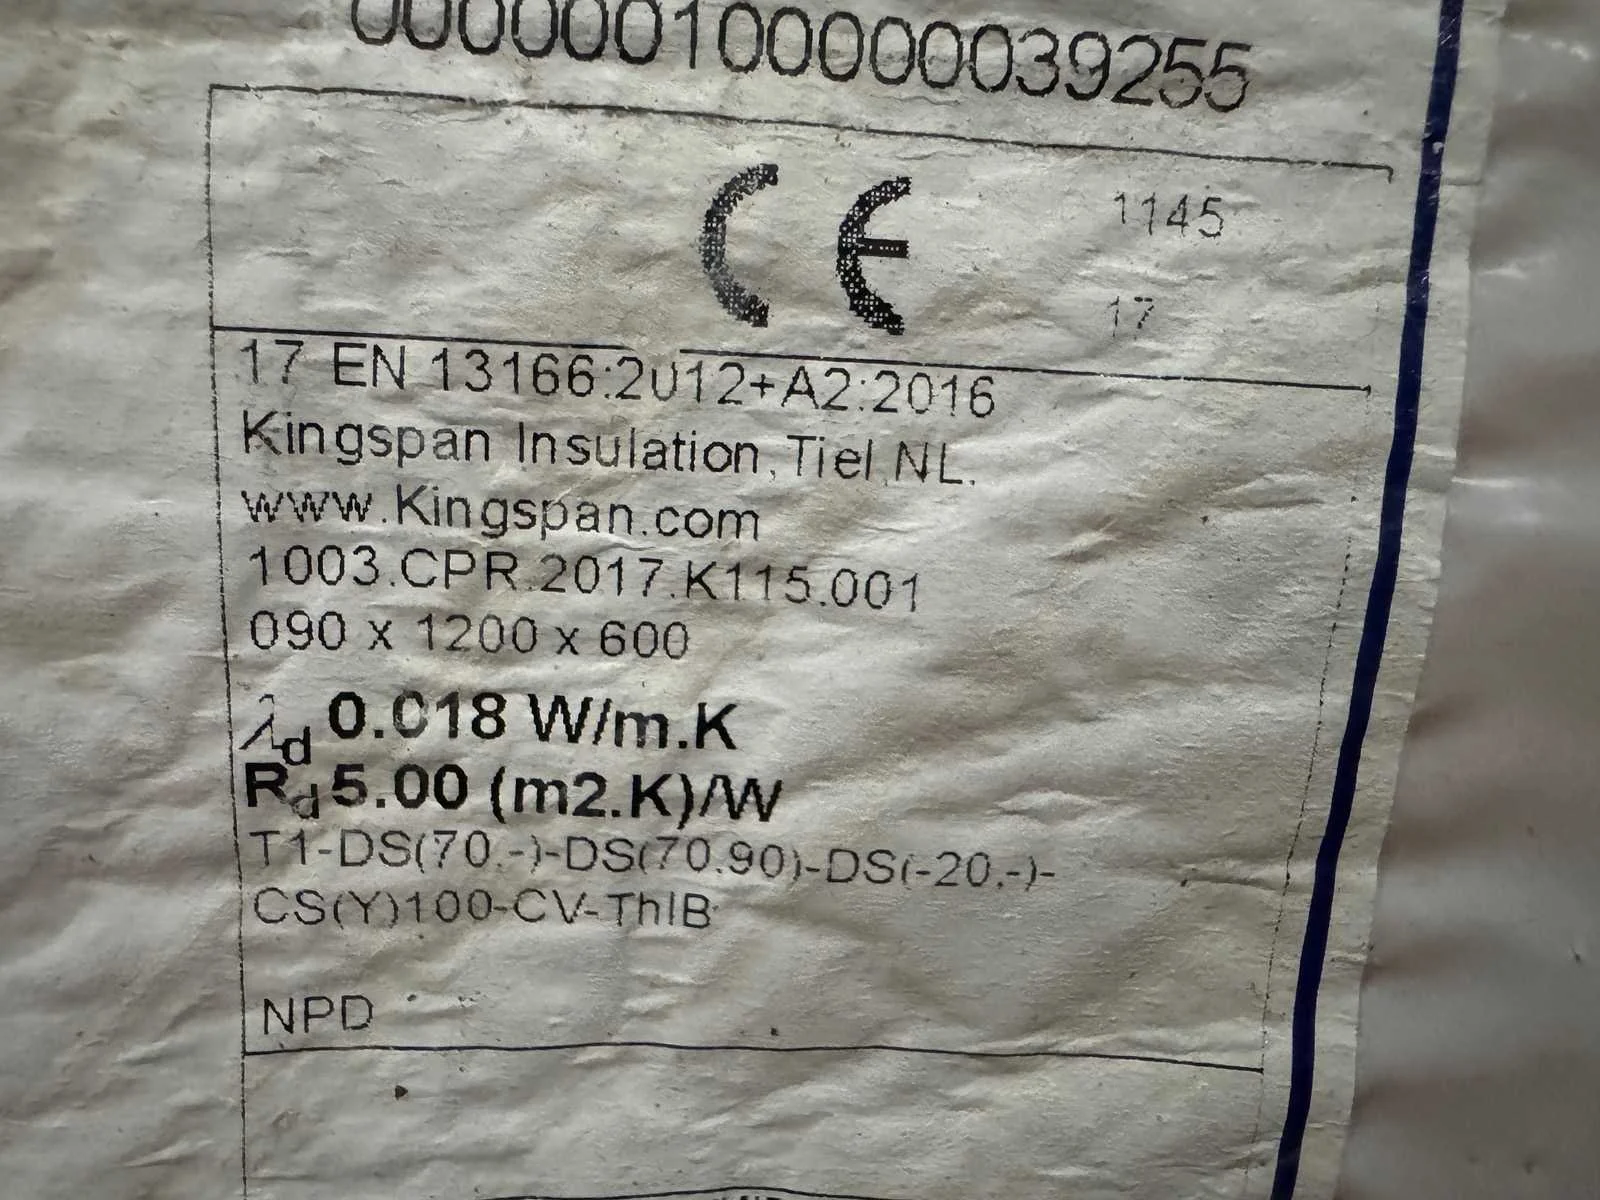 00000010000003 9255
CE 1145
17
17 EN 13166:2012+A2:2016
Kingspan Insulation, Tiel NL.
www.Kingspan.com
1003.CPR.2017.K115.001
090 x 1200 x 600
λd 0.018 W/m.K
Rd 5.00 (m2.K)/W
T1-DS(70.-)-DS(70.90)-DS(-20.-)-
CS(Y)100-CV-ThIB
NPD